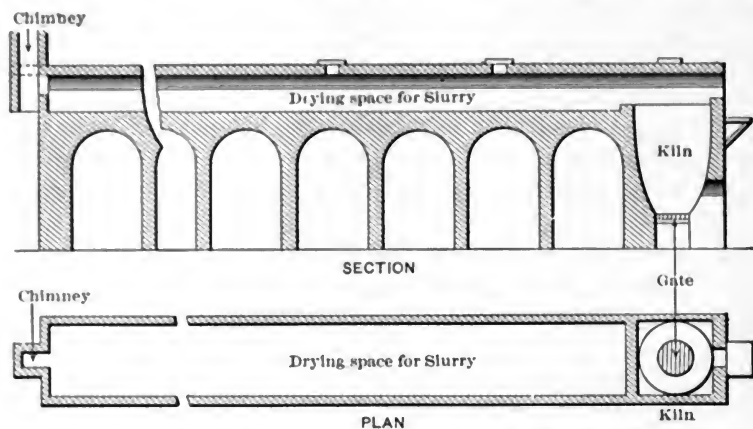 Chimney
Drying space for Slurry
Kiln
SECTION
Gate
Chimney
Drying space for Slurry
Kiln
PLAN